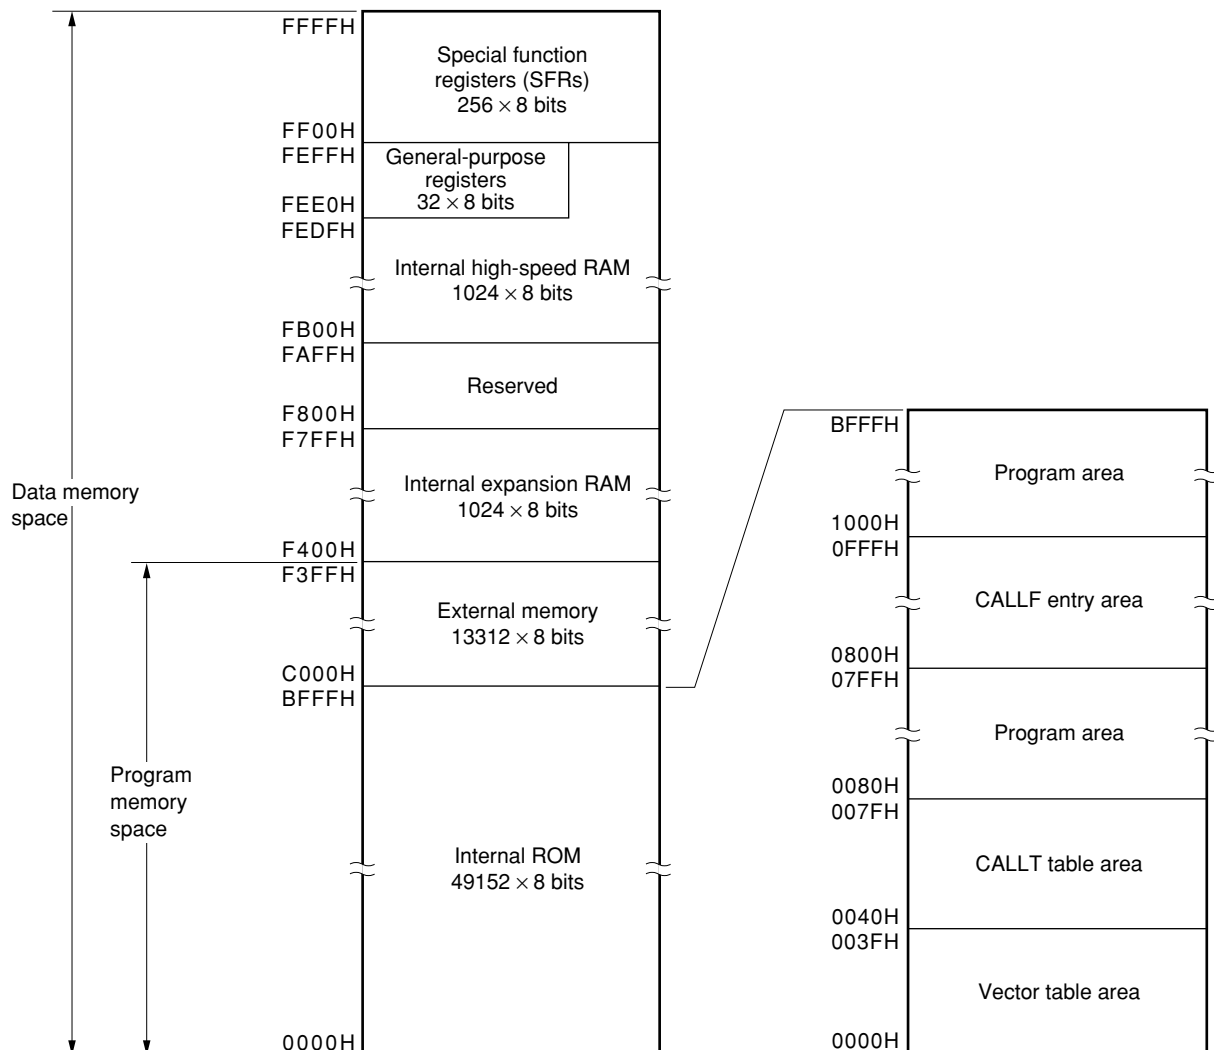 FFFFH
Special function
registers (SFRs)
256 × 8 bits
FF00H
FEFFH
General-purpose
registers
32 × 8 bits
FEE0H
FEDFH
Internal high-speed RAM
1024 × 8 bits
FB00H
FAFFH
Reserved
F800H
F7FFH
Internal expansion RAM
1024 × 8 bits
Data memory
space
F400H
F3FFH
External memory
13312 × 8 bits
C000H
BFFFH
Program
memory
space
Internal ROM
49152 × 8 bits
0000H
BFFFH
Program area
1000H
0FFFH
CALLF entry area
0800H
07FFH
Program area
0080H
007FH
CALLT table area
0040H
003FH
Vector table area
0000H